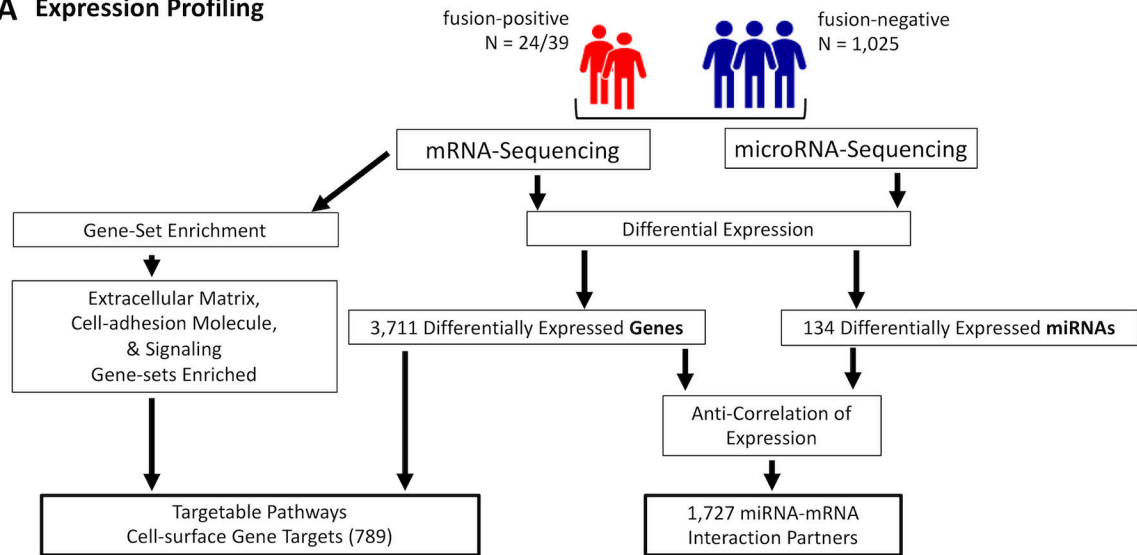 A Expression Profiling
fusion-positive
N = 24/39
fusion-negative
N = 1,025
mRNA-Sequencing
microRNA-Sequencing
Gene-Set Enrichment
Differential Expression
Extracellular Matrix,
Cell-adhesion Molecule,
& Signaling
Gene-sets Enriched
3,711 Differentially Expressed Genes
134 Differentially Expressed miRNAs
Anti-Correlation of
Expression
Targetable Pathways
Cell-surface Gene Targets (789)
1,727 miRNA-mRNA
Interaction Partners